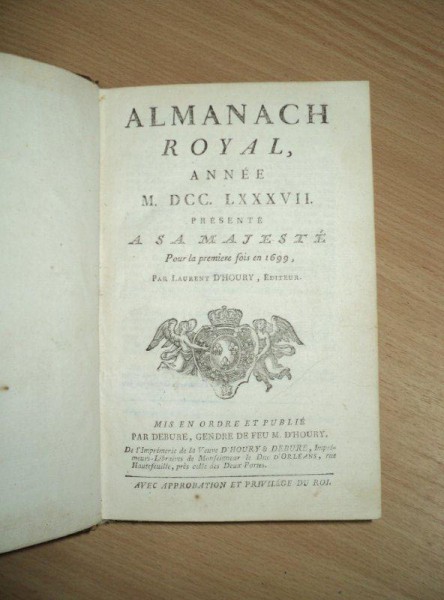 ALMANACH
ROYAL,
ANNÉE
M. DCC. LXXXVII.
PRÉSENTÉ
A SA MAJESTÉ
Pour la premiere fois en 1699,
PAR LAURENT D'HOURY, EDITEUR.
MIS EN ORDRE ET PUBLIÉ
PAR DEBURE, GENDRE DE FEU M. D'HOURY.
De l'Imprimerie de la Veuve D'HOURY & DEBURE, Impri-
meurs-Libraires de Monseigneur le Duc D'ORLÉANS, rue
Hautefeuille, près celle des Deux Portes.
AVEC APPROBATION ET PRIVILÉGE DU ROI.